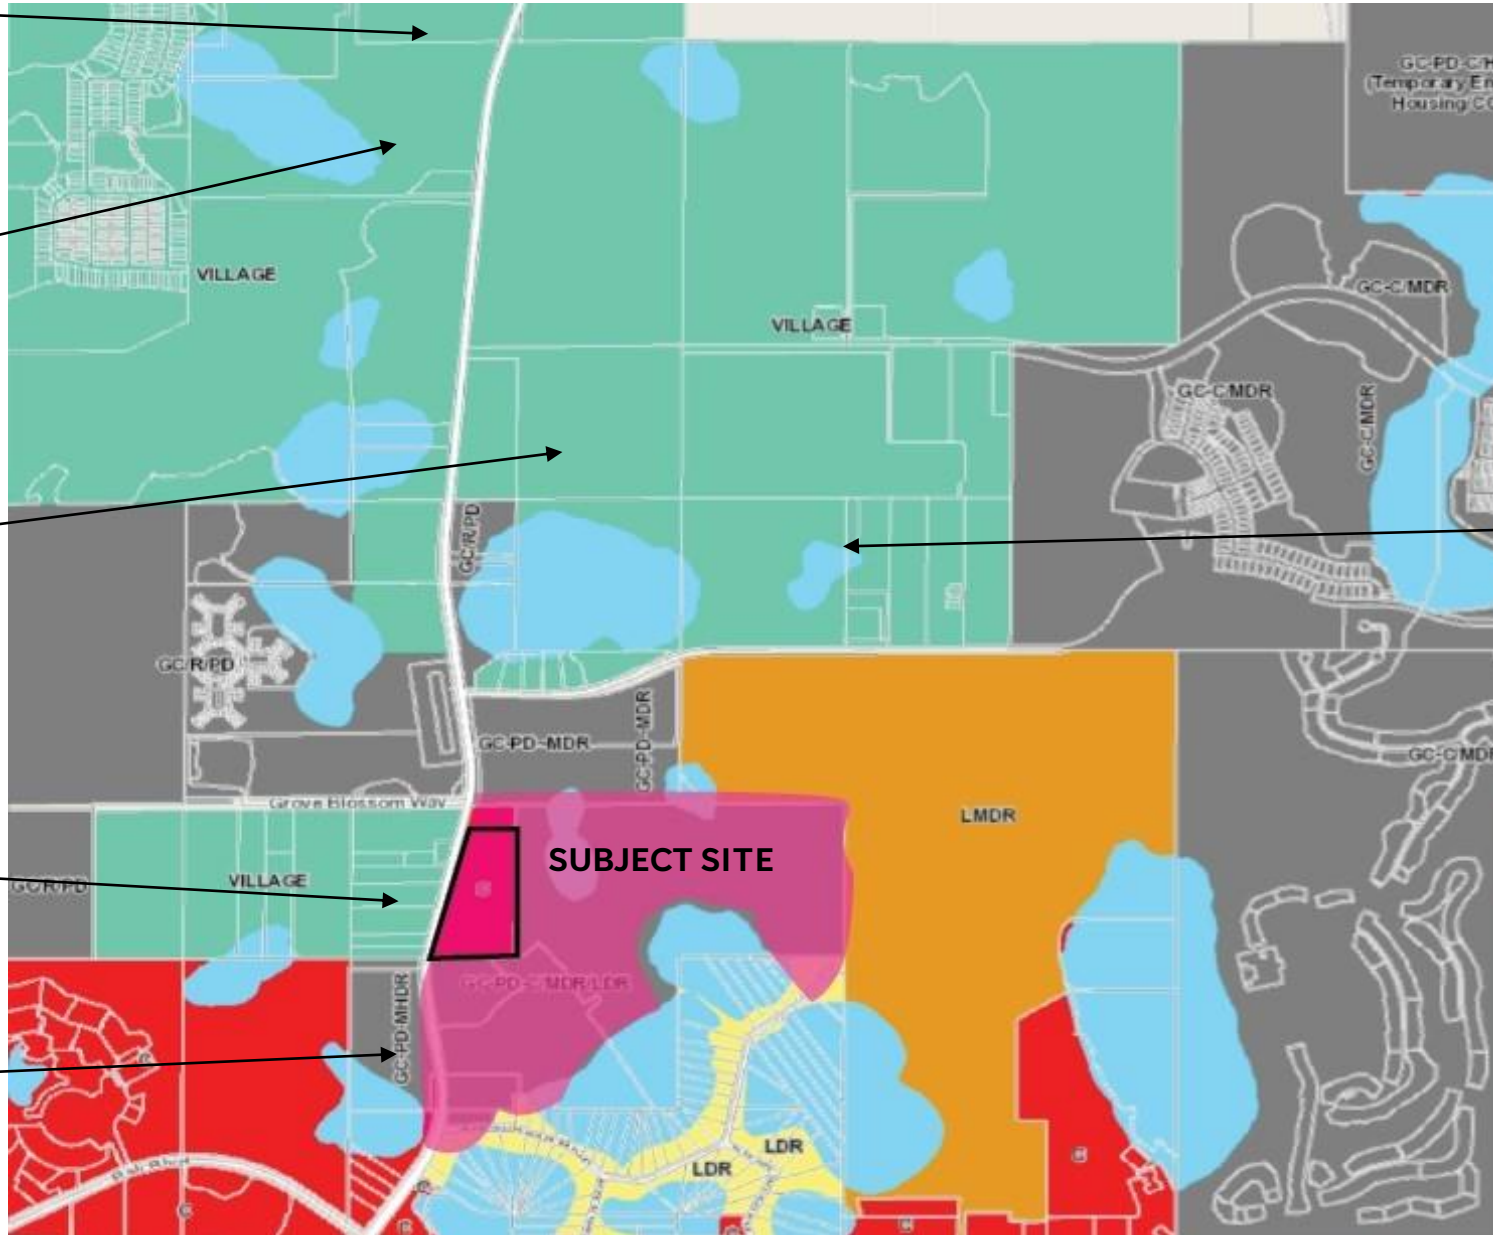 GC-PD-C/H
(Temporary En
Housing CC
VILLAGE
GC-C/MDR
VILLAGE
GC-C/MDR
GC-C/MDR
GC/R/PD
GC/R/PD
GC-PD-MDR
GC-PD-MDR
GC-C/MDR
Grove Blossom Way
LMDR
SUBJECT SITE
C
VILLAGE
GC/R/PD
GC-PD-C/MDR/LDR
GC-PD-MHDR
C
LDR
LDR
C
C
C
C
C